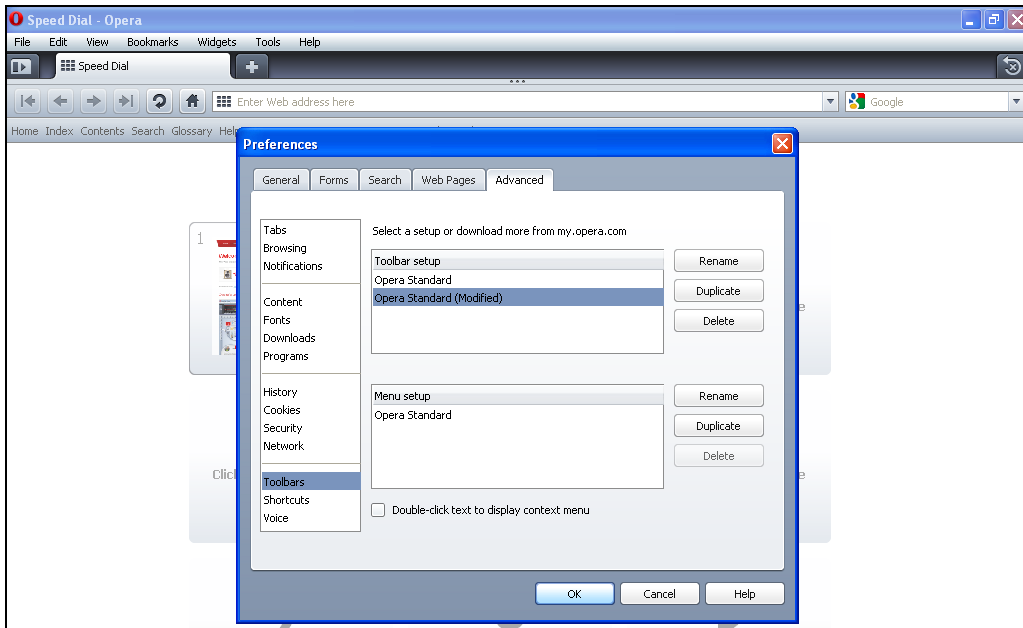 Speed Dial - Opera
File Edit View Bookmarks Widgets Tools Help
Speed Dial
Enter Web address here
Google
Home Index Contents Search Glossary
Preferences
General Forms Search Web Pages Advanced
1
Tabs
Browsing
Notifications
Content
Fonts
Downloads
Programs
History
Cookies
Security
Network
Toolbars
Shortcuts
Voice
Select a setup or download more from my.opera.com
Toolbar setup
Opera Standard
Opera Standard (Modified)
Rename
Duplicate
Delete
Menu setup
Opera Standard
Rename
Duplicate
Delete
Double-click text to display context menu
OK Cancel Help